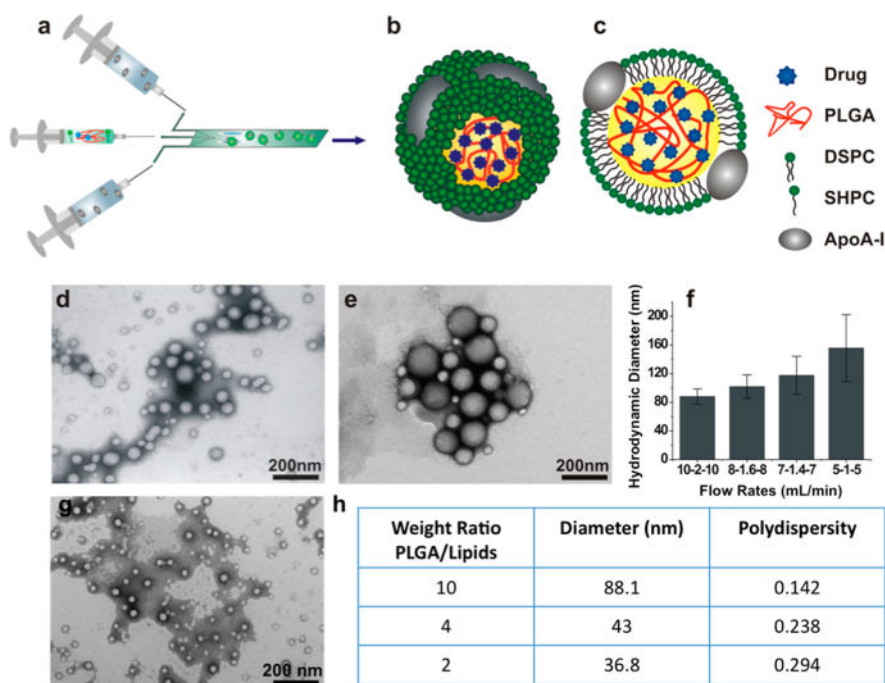 a
b
c
Drug
PLGA
DSPC
SHPC
ApoA-I
d
200nm
e
200nm
f
Hydrodynamic Diameter (nm)
200
160
120
80
40
0
10-2-10 8-1.6-8 7-1.4-7 5-1-5
Flow Rates (mL/min)
g
200 nm
h
Weight Ratio PLGA/Lipids Diameter (nm) Polydispersity
10 88.1 0.142
4 43 0.238
2 36.8 0.294